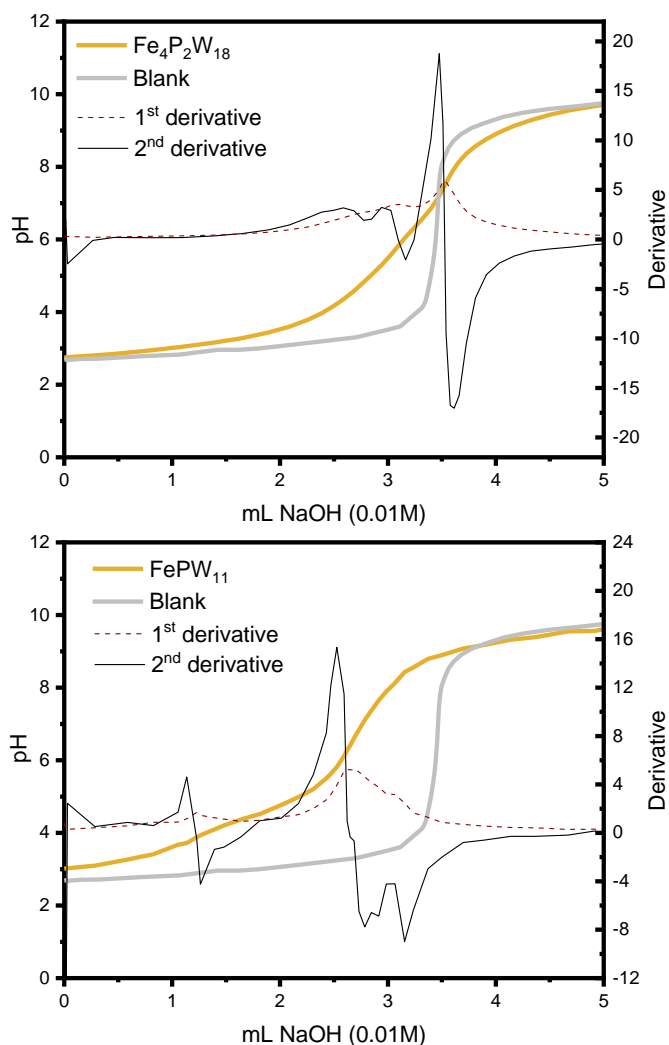 Fe₄P₂W₁₈
Blank
1st derivative
2nd derivative
pH
12
10
8
6
4
2
0
20
15
10
5
0
-5
-10
-15
-20
Derivative
0 1 2 3 4 5
mL NaOH (0.01M)
FePW₁₁
Blank
1st derivative
2nd derivative
pH
12
10
8
6
4
2
0
24
20
16
12
8
4
0
-4
-8
-12
Derivative
0 1 2 3 4 5
mL NaOH (0.01M)